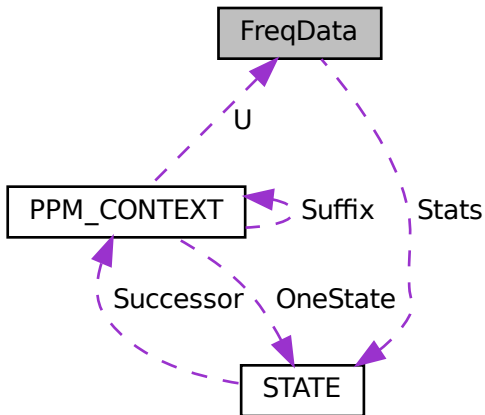 FreqData
U
PPM_CONTEXT
Suffix
Stats
Successor
OneState
STATE